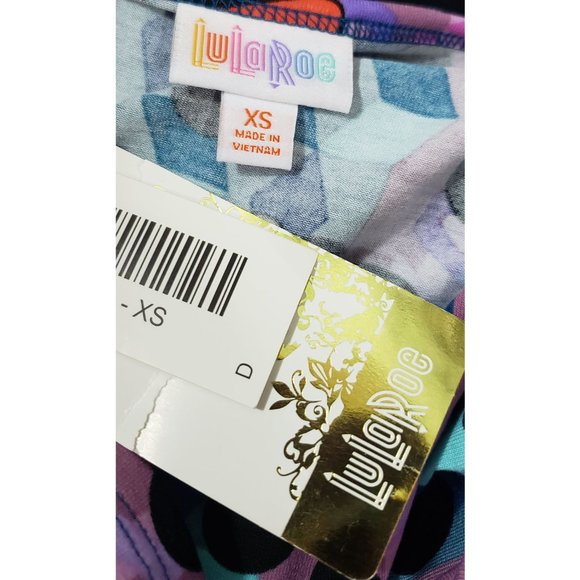 LuLaRoe
XS
MADE IN
VIETNAM
- XS
D
LuLaRoe